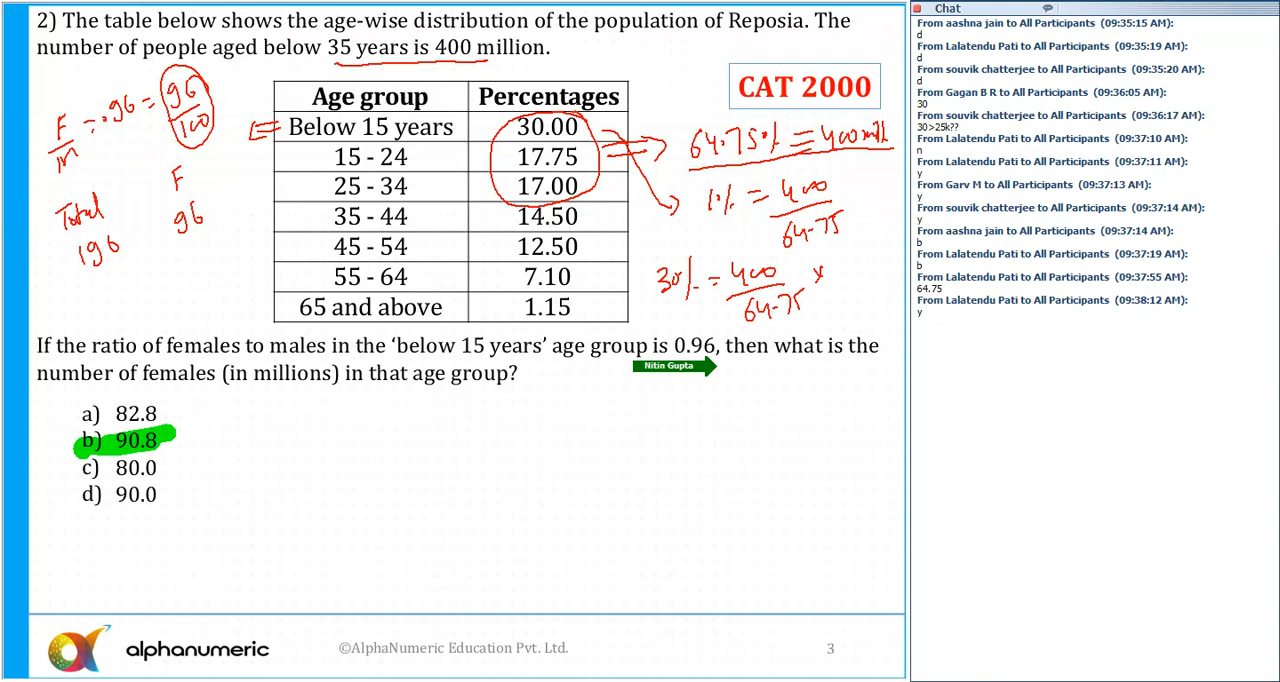 2) The table below shows the age-wise distribution of the population of Reposia. The
number of people aged below 35 years is 400 million.
CAT 2000
Age group Percentages
Below 15 years 30.00
15 - 24 17.75
25 - 34 17.00
35 - 44 14.50
45 - 54 12.50
55 - 64 7.10
65 and above 1.15
F/m = .96 = 96/100
F
Total 96
196
64.75% = 400 mill
1% = 400/64.75
30% = 400/64.75 x
If the ratio of females to males in the ‘below 15 years’ age group is 0.96, then what is the
Nitin Gupta
number of females (in millions) in that age group?
a) 82.8
b) 90.8
c) 80.0
d) 90.0
alphanumeric
©AlphaNumeric Education Pvt. Ltd.
3
Chat
From aashna jain to All Participants (09:35:15 AM):
d
From Lalatendu Pati to All Participants (09:35:19 AM):
d
From souvik chatterjee to All Participants (09:35:20 AM):
d
From Gagan B R to All Participants (09:36:05 AM):
30
From souvik chatterjee to All Participants (09:36:17 AM):
30>25k??
From Lalatendu Pati to All Participants (09:37:10 AM):
n
From Lalatendu Pati to All Participants (09:37:11 AM):
y
From Garv M to All Participants (09:37:13 AM):
y
From souvik chatterjee to All Participants (09:37:14 AM):
y
From aashna jain to All Participants (09:37:14 AM):
b
From Lalatendu Pati to All Participants (09:37:19 AM):
b
From Lalatendu Pati to All Participants (09:37:55 AM):
64.75
From Lalatendu Pati to All Participants (09:38:12 AM):
y